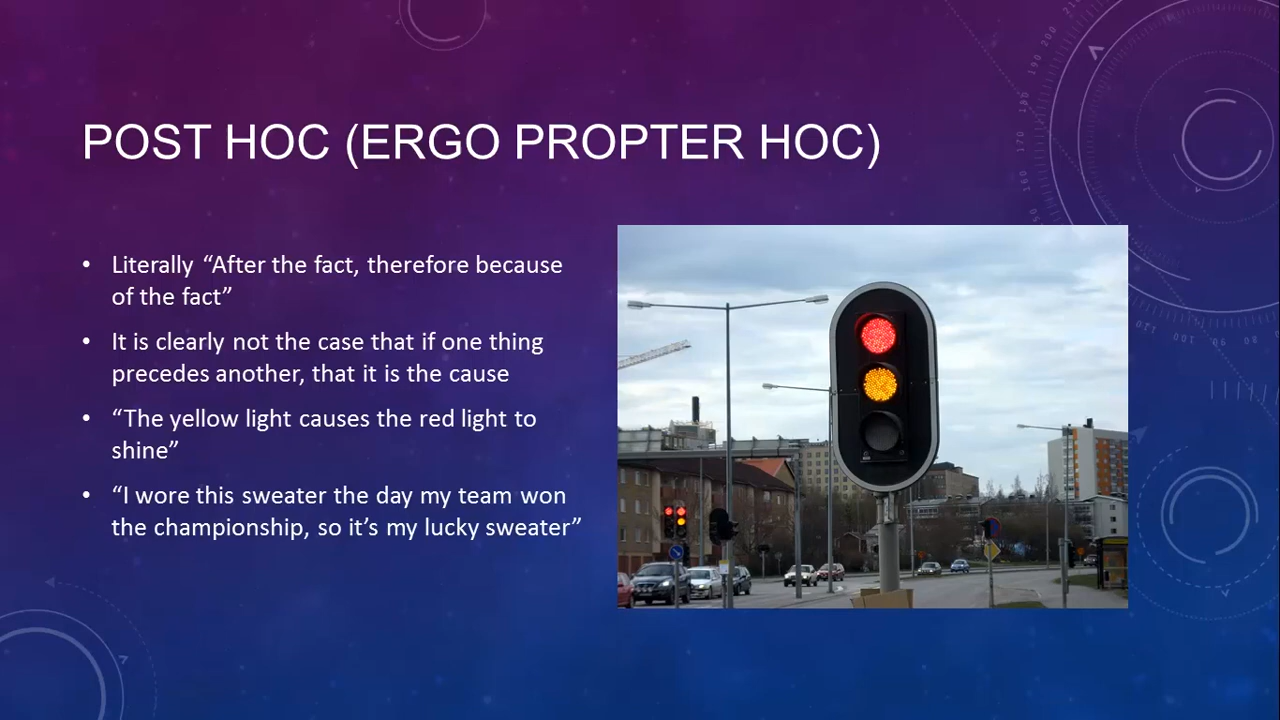 POST HOC (ERGO PROPTER HOC)
• Literally “After the fact, therefore because
of the fact”
• It is clearly not the case that if one thing
precedes another, that it is the cause
• “The yellow light causes the red light to
shine”
• “I wore this sweater the day my team won
the championship, so it’s my lucky sweater”